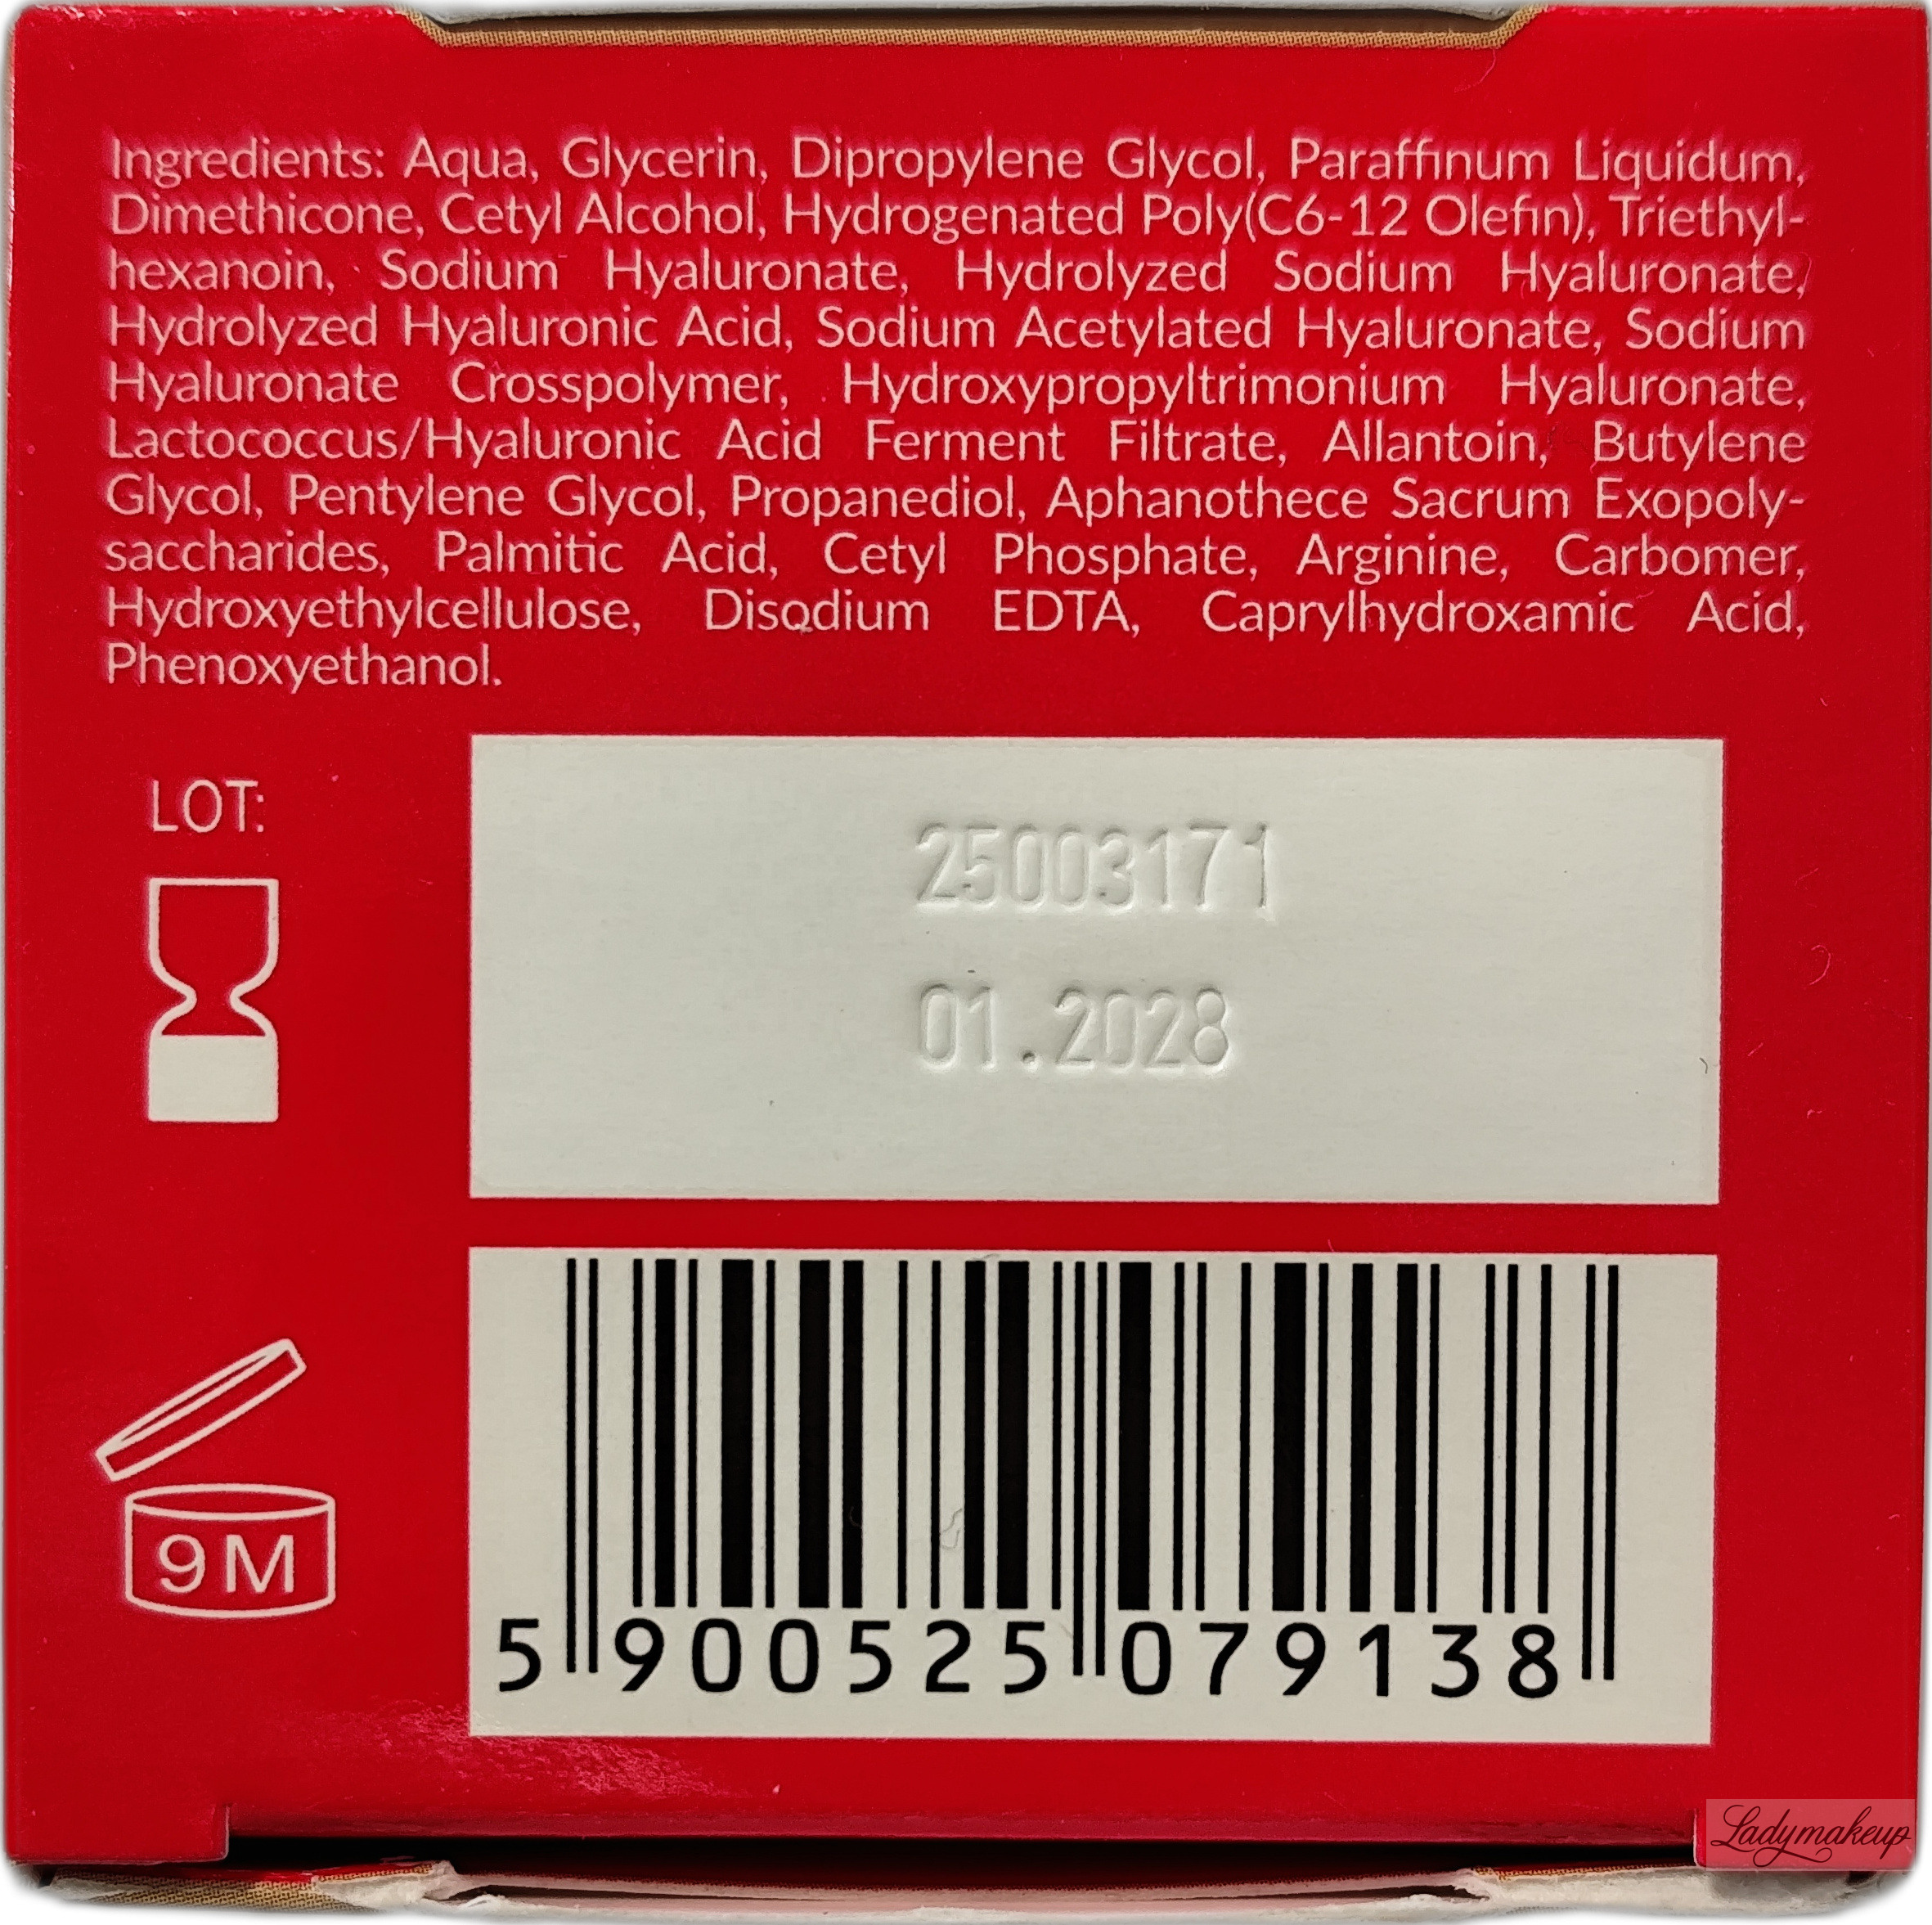 Ingredients: Aqua, Glycerin, Dipropylene Glycol, Paraffinum Liquidum,
Dimethicone, Cetyl Alcohol, Hydrogenated Poly(C6-12 Olefin), Triethyl-
hexanoin, Sodium Hyaluronate, Hydrolyzed Sodium Hyaluronate,
Hydrolyzed Hyaluronic Acid, Sodium Acetylated Hyaluronate, Sodium
Hyaluronate Crosspolymer, Hydroxypropyltrimonium Hyaluronate,
Lactococcus/Hyaluronic Acid Ferment Filtrate, Allantoin, Butylene
Glycol, Pentylene Glycol, Propanediol, Aphanothece Sacrum Exopoly-
saccharides, Palmitic Acid, Cetyl Phosphate, Arginine, Carbomer,
Hydroxyethylcellulose, Disodium EDTA, Caprylhydroxamic Acid,
Phenoxyethanol.
LOT:
25003171
01.2028
9M
5 900525 079138
Ladymakeup